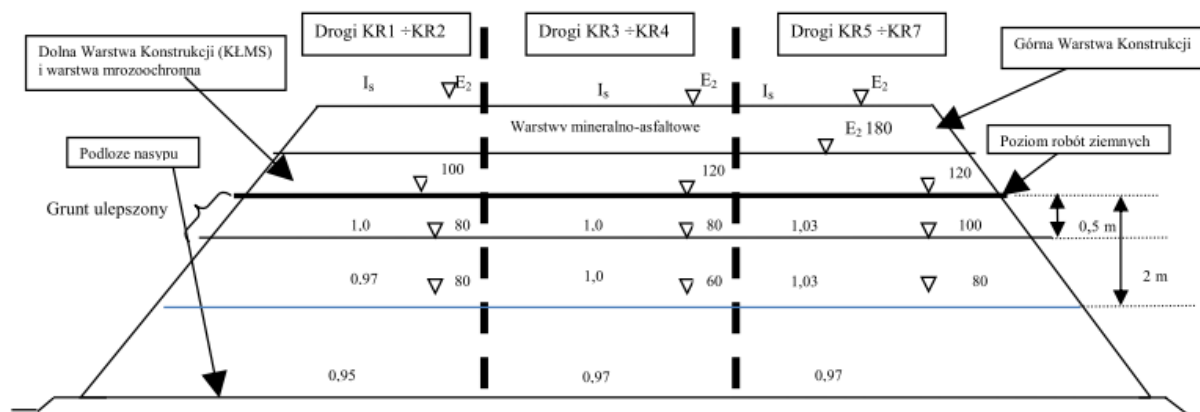 Drogi KR1 ÷KR2
Drogi KR3 ÷KR4
Drogi KR5 ÷KR7
Dolna Warstwa Konstrukcji (KŁMS)
i warstwa mrozoochronna
Górna Warstwa Konstrukcji
Is E2
Is E2
Is E2
Warstwy mineralno-asfaltowe
E2 180
Podloze nasypu
Poziom robót ziemnych
100
120
120
Grunt ulepszony
1.0 80
1.0 80
1,03 100
0,5 m
0.97 80
1,0 60
1,03 80
2 m
0,95
0,97
0,97